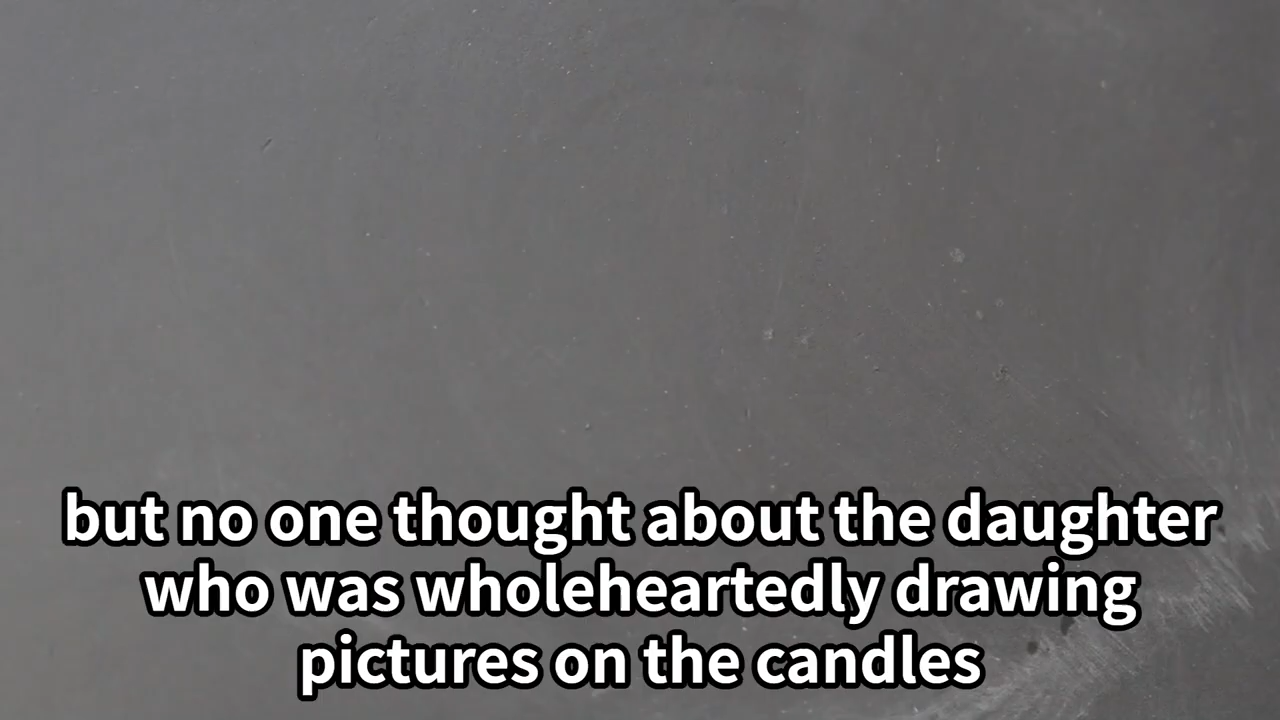 but no one thought about the daughter
who was wholeheartedly drawing
pictures on the candles